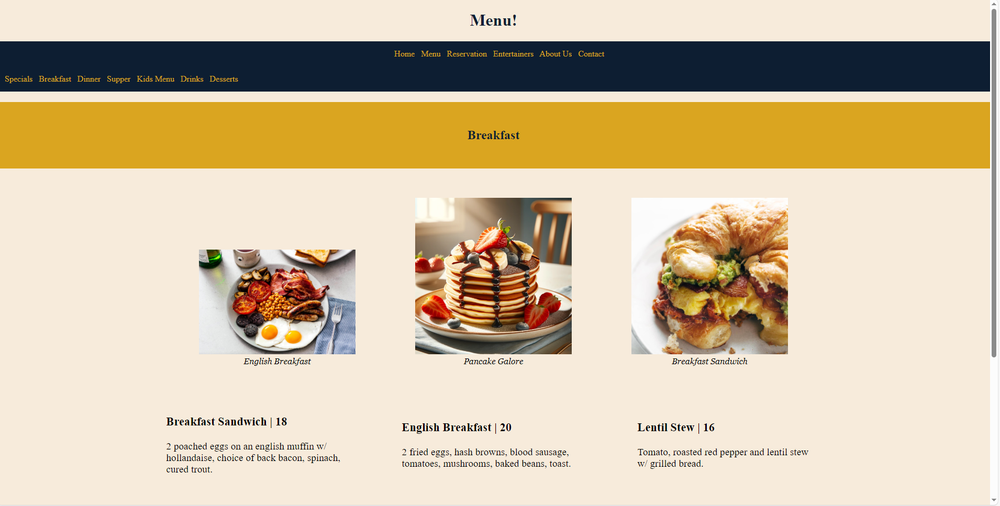 Menu!
Home Menu Reservation Entertainers About Us Contact
Specials Breakfast Dinner Supper Kids Menu Drinks Desserts
Breakfast
English Breakfast
Pancake Galore
Breakfast Sandwich
Breakfast Sandwich | 18
2 poached eggs on an english muffin w/
hollandaise, choice of back bacon, spinach,
cured trout.
English Breakfast | 20
2 fried eggs, hash browns, blood sausage,
tomatoes, mushrooms, baked beans, toast.
Lentil Stew | 16
Tomato, roasted red pepper and lentil stew
w/ grilled bread.